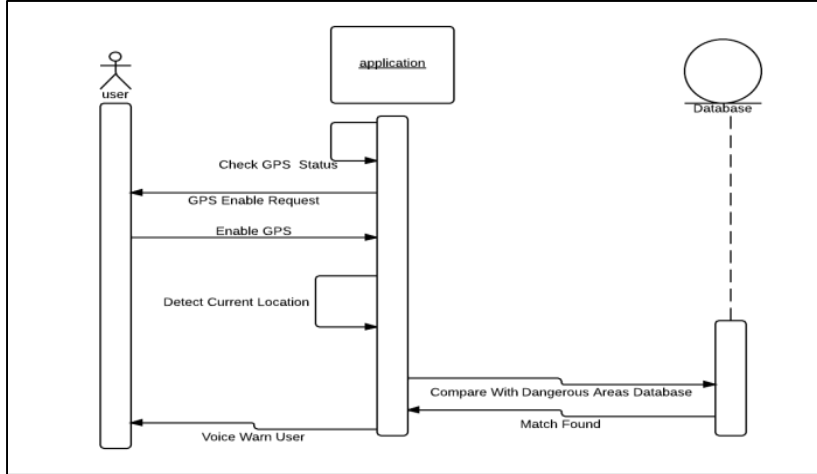 application
user
Database
Check GPS Status
GPS Enable Request
Enable GPS
Detect Current Location
Compare With Dangerous Areas Database
Match Found
Voice Warn User